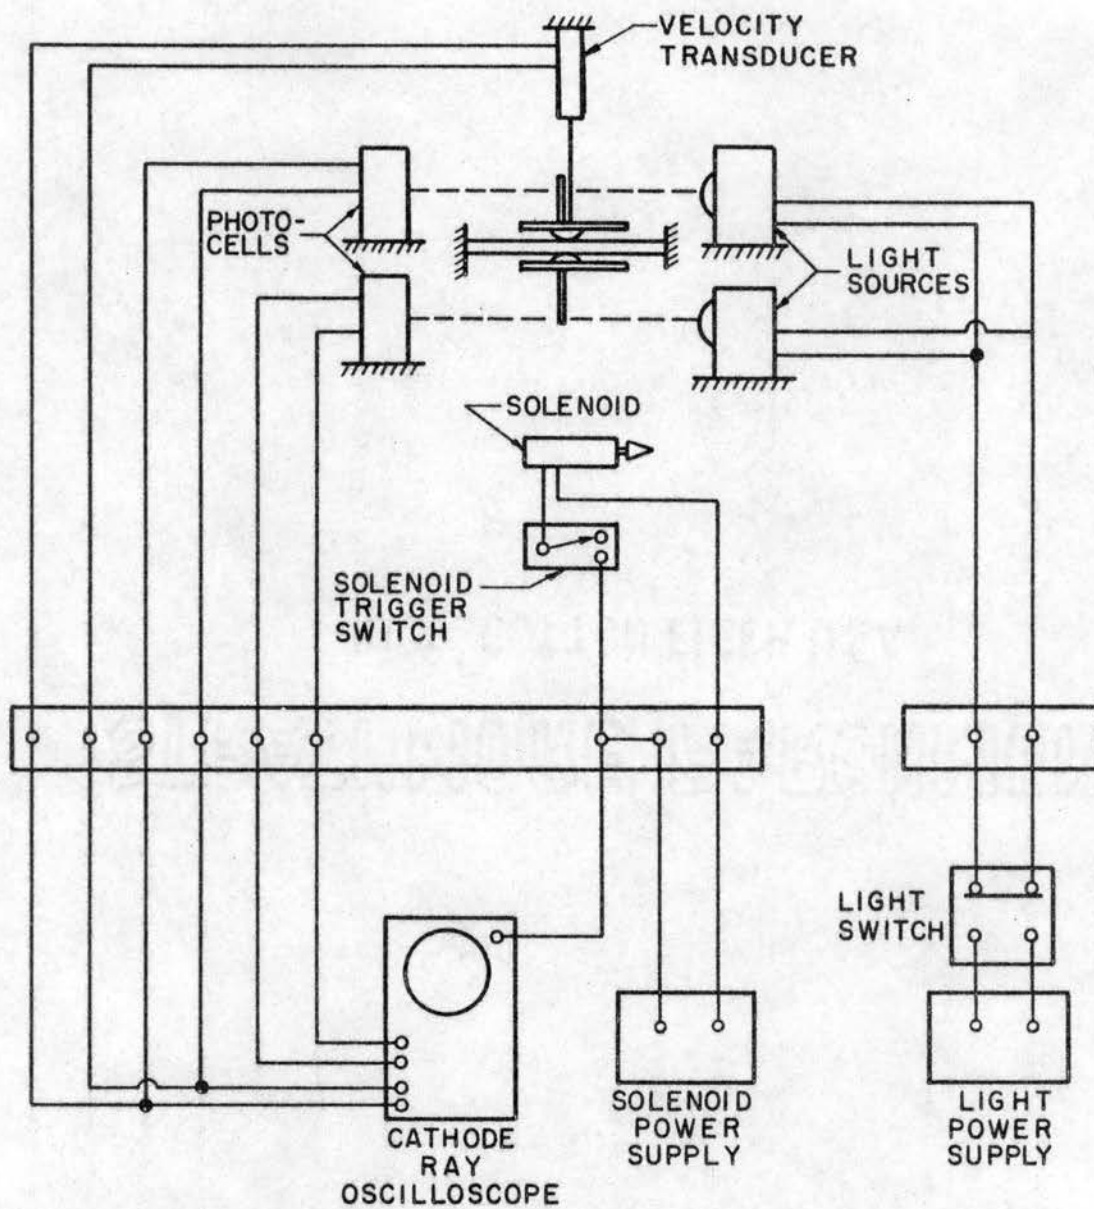 VELOCITY
TRANSDUCER
PHOTO-
CELLS
LIGHT
SOURCES
SOLENOID
SOLENOID
TRIGGER
SWITCH
LIGHT
SWITCH
CATHODE
RAY
OSCILLOSCOPE
SOLENOID
POWER
SUPPLY
LIGHT
POWER
SUPPLY